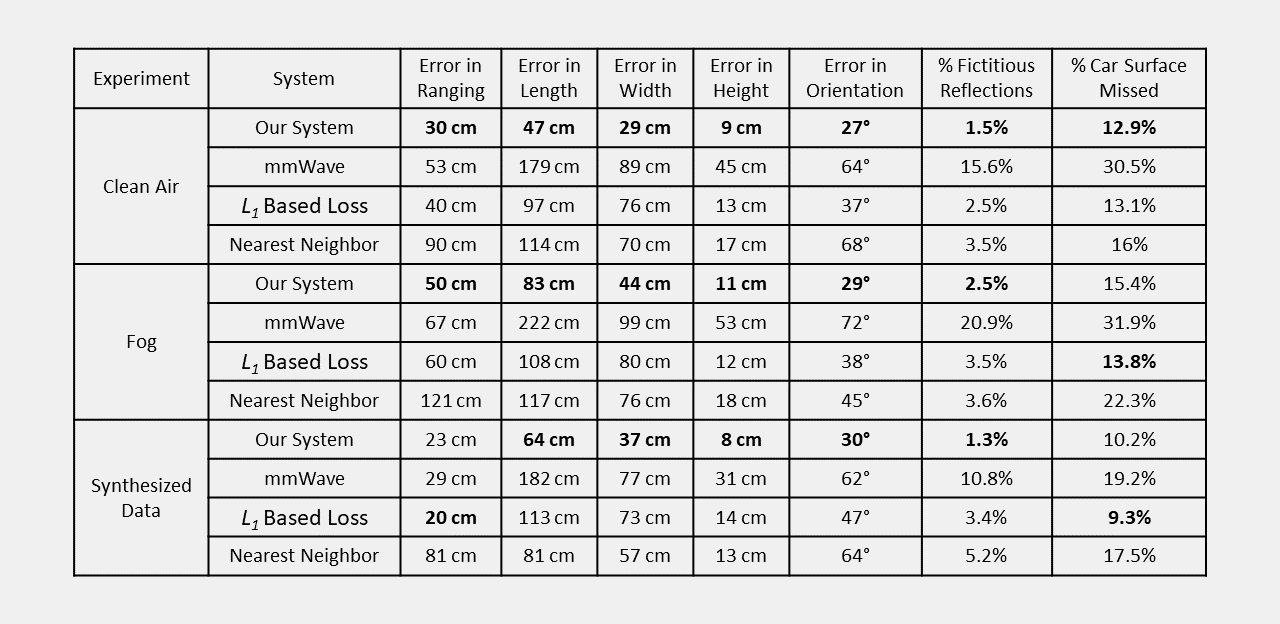 Experiment System Error in Ranging Error in Length Error in Width Error in Height Error in Orientation % Fictitious Reflections % Car Surface Missed
Clean Air
Our System 30 cm 47 cm 29 cm 9 cm 27° 1.5% 12.9%
mmWave 53 cm 179 cm 89 cm 45 cm 64° 15.6% 30.5%
L1 Based Loss 40 cm 97 cm 76 cm 13 cm 37° 2.5% 13.1%
Nearest Neighbor 90 cm 114 cm 70 cm 17 cm 68° 3.5% 16%
Fog
Our System 50 cm 83 cm 44 cm 11 cm 29° 2.5% 15.4%
mmWave 67 cm 222 cm 99 cm 53 cm 72° 20.9% 31.9%
L1 Based Loss 60 cm 108 cm 80 cm 12 cm 38° 3.5% 13.8%
Nearest Neighbor 121 cm 117 cm 76 cm 18 cm 45° 3.6% 22.3%
Synthesized Data
Our System 23 cm 64 cm 37 cm 8 cm 30° 1.3% 10.2%
mmWave 29 cm 182 cm 77 cm 31 cm 62° 10.8% 19.2%
L1 Based Loss 20 cm 113 cm 73 cm 14 cm 47° 3.4% 9.3%
Nearest Neighbor 81 cm 81 cm 57 cm 13 cm 64° 5.2% 17.5%